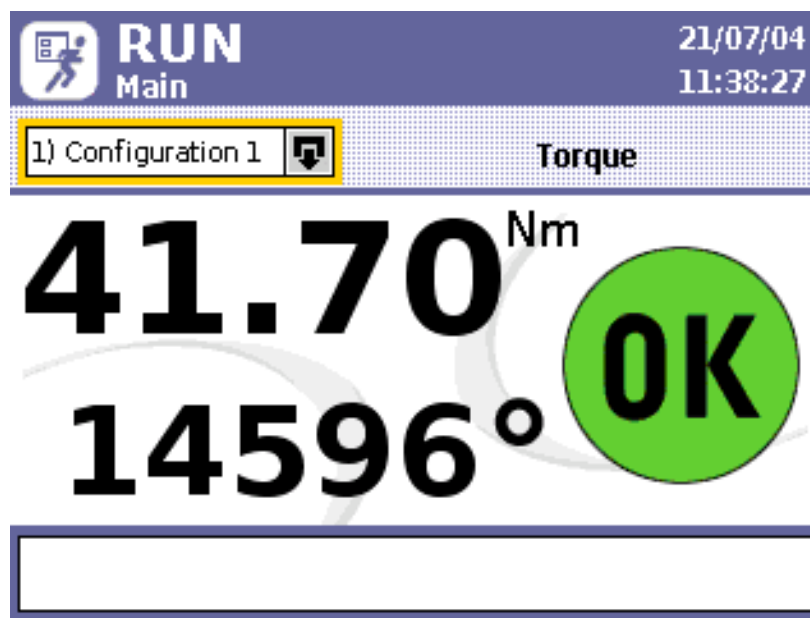 RUN
Main
21/07/04
11:38:27
1) Configuration 1
Torque
41.70 Nm
14596°
OK